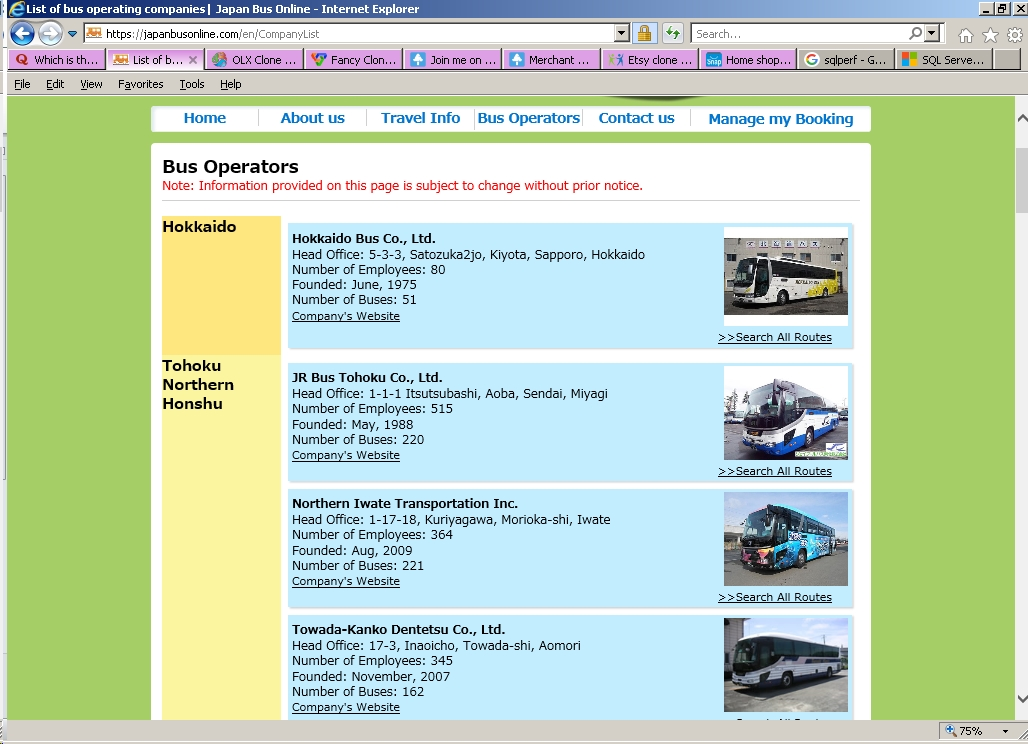 List of bus operating companies| Japan Bus Online - Internet Explorer
https://japanbusonline.com/en/CompanyList
Search...
Which is th...
List of b...
OLX Clone ...
Fancy Clon...
Join me on ...
Merchant ...
Etsy clone ...
Home shop...
sqlperf - G...
SQL Serve...
File Edit View Favorites Tools Help
Home About us Travel Info Bus Operators Contact us Manage my Booking
Bus Operators
Note: Information provided on this page is subject to change without prior notice.
Hokkaido
Hokkaido Bus Co., Ltd.
Head Office: 5-3-3, Satozuka2jo, Kiyota, Sapporo, Hokkaido
Number of Employees: 80
Founded: June, 1975
Number of Buses: 51
Company's Website
>>Search All Routes
Tohoku
Northern
Honshu
JR Bus Tohoku Co., Ltd.
Head Office: 1-1-1 Itsutsubashi, Aoba, Sendai, Miyagi
Number of Employees: 515
Founded: May, 1988
Number of Buses: 220
Company's Website
>>Search All Routes
Northern Iwate Transportation Inc.
Head Office: 1-17-18, Kuriyagawa, Morioka-shi, Iwate
Number of Employees: 364
Founded: Aug, 2009
Number of Buses: 221
Company's Website
>>Search All Routes
Towada-Kanko Dentetsu Co., Ltd.
Head Office: 17-3, Inaoicho, Towada-shi, Aomori
Number of Employees: 345
Founded: November, 2007
Number of Buses: 162
Company's Website
75%